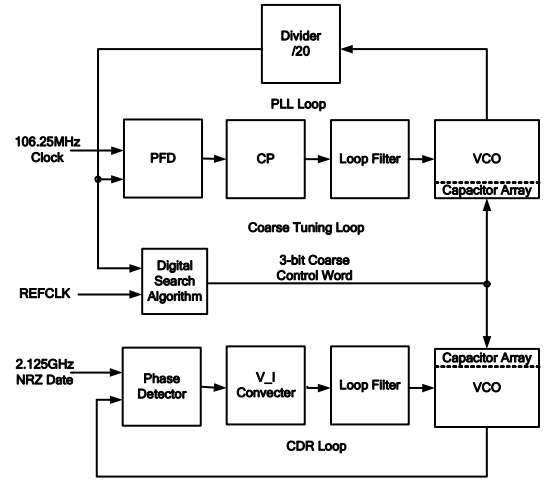 Divider
/20
PLL Loop
106.25MHz
Clock
PFD
CP
Loop Filter
VCO
Capacitor Array
Coarse Tuning Loop
Digital
Search
Algorithm
3-bit Coarse
Control Word
REFCLK
Capacitor Array
2.125GHz
NRZ Date
Phase
Detector
V_I
Convecter
Loop Filter
VCO
CDR Loop